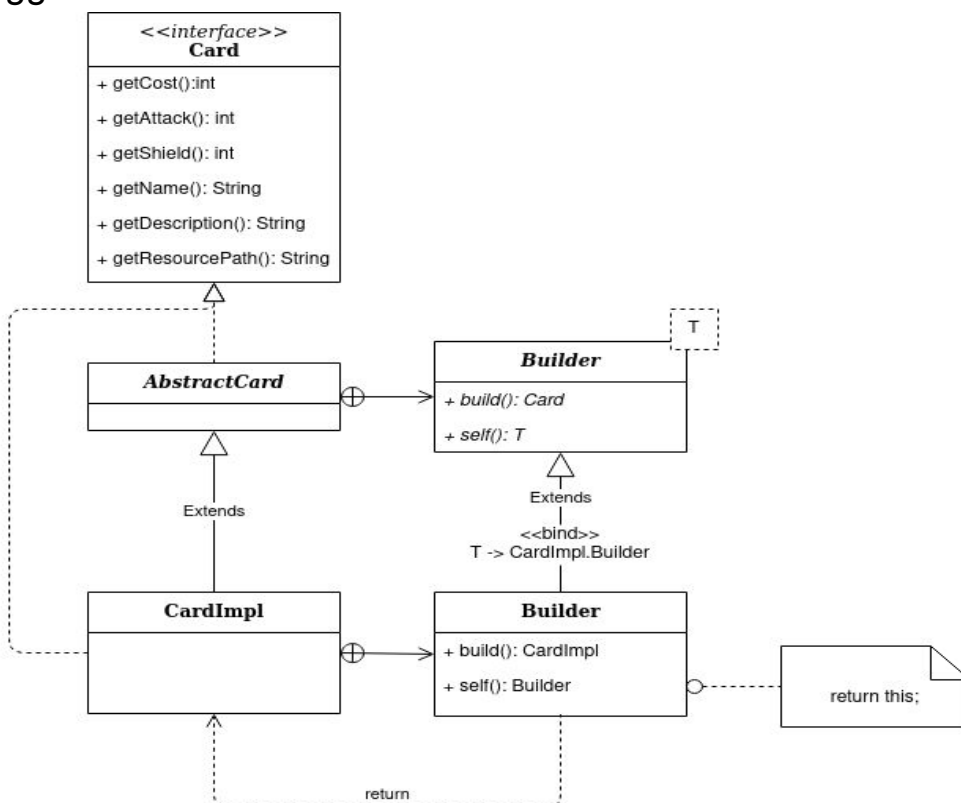 <<interface>>
Card
+ getCost():int
+ getAttack(): int
+ getShield(): int
+ getName(): String
+ getDescription(): String
+ getResourcePath(): String
T
AbstractCard
Builder
+ build(): Card
+ self(): T
Extends
Extends
<<bind>>
T -> CardImpl.Builder
CardImpl
Builder
+ build(): CardImpl
+ self(): Builder
return this;
return